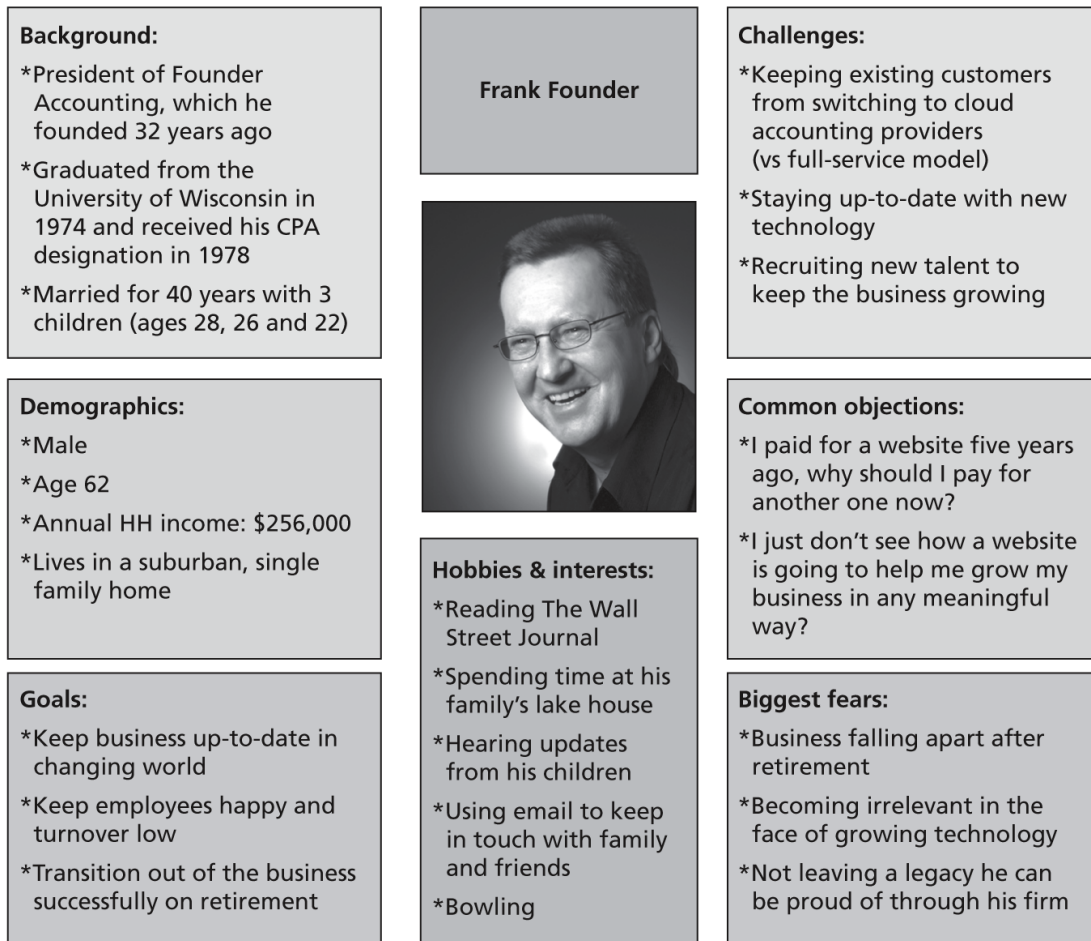 Background:
*President of Founder
Accounting, which he
founded 32 years ago
*Graduated from the
University of Wisconsin in
1974 and received his CPA
designation in 1978
*Married for 40 years with 3
children (ages 28, 26 and 22)
Demographics:
*Male
*Age 62
*Annual HH income: $256,000
*Lives in a suburban, single
family home
Goals:
*Keep business up-to-date in
changing world
*Keep employees happy and
turnover low
*Transition out of the business
successfully on retirement
Frank Founder
Hobbies & interests:
*Reading The Wall
Street Journal
*Spending time at his
family’s lake house
*Hearing updates
from his children
*Using email to keep
in touch with family
and friends
*Bowling
Challenges:
*Keeping existing customers
from switching to cloud
accounting providers
(vs full-service model)
*Staying up-to-date with new
technology
*Recruiting new talent to
keep the business growing
Common objections:
*I paid for a website five years
ago, why should I pay for
another one now?
*I just don’t see how a website
is going to help me grow my
business in any meaningful
way?
Biggest fears:
*Business falling apart after
retirement
*Becoming irrelevant in the
face of growing technology
*Not leaving a legacy he can
be proud of through his firm